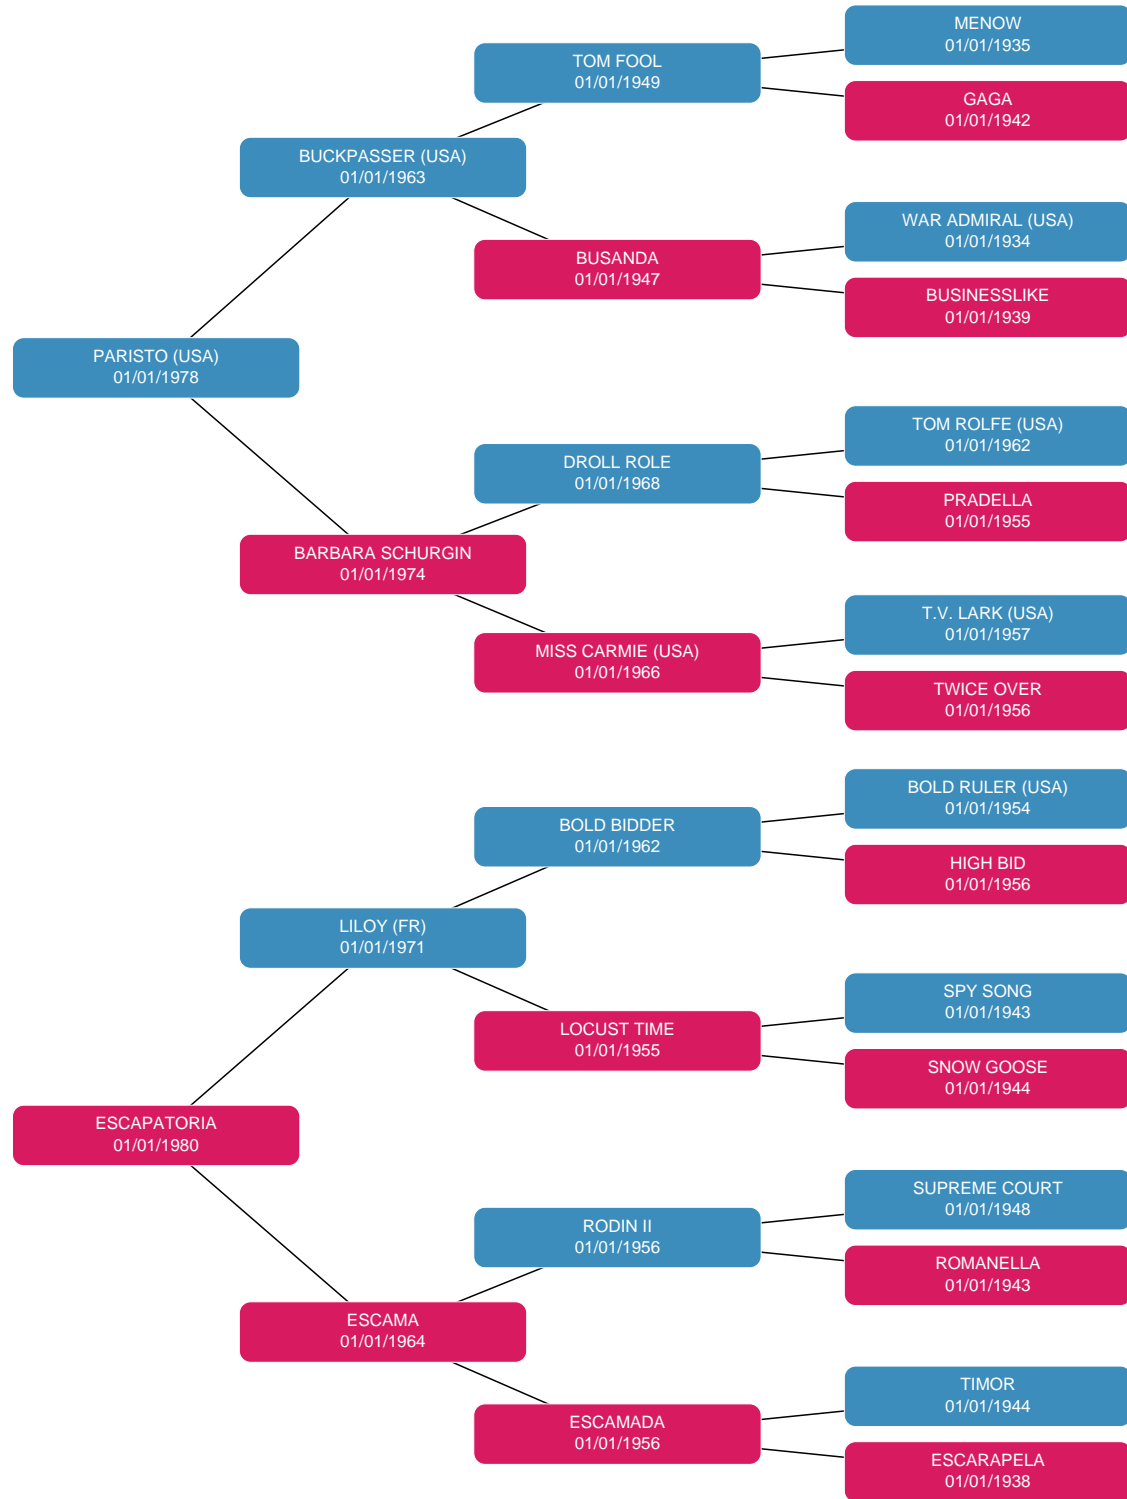 MENOW
01/01/1935
TOM FOOL
01/01/1949
GAGA
01/01/1942
BUCKPASSER (USA)
01/01/1963
WAR ADMIRAL (USA)
01/01/1934
BUSANDA
01/01/1947
BUSINESSLIKE
01/01/1939
PARISTO (USA)
01/01/1978
TOM ROLFE (USA)
01/01/1962
DROLL ROLE
01/01/1968
PRADELLA
01/01/1955
BARBARA SCHURGIN
01/01/1974
T.V. LARK (USA)
01/01/1957
MISS CARMIE (USA)
01/01/1966
TWICE OVER
01/01/1956
BOLD RULER (USA)
01/01/1954
BOLD BIDDER
01/01/1962
HIGH BID
01/01/1956
LILOY (FR)
01/01/1971
SPY SONG
01/01/1943
LOCUST TIME
01/01/1955
SNOW GOOSE
01/01/1944
ESCAPATORIA
01/01/1980
SUPREME COURT
01/01/1948
RODIN II
01/01/1956
ROMANELLA
01/01/1943
ESCAMA
01/01/1964
TIMOR
01/01/1944
ESCAMADA
01/01/1956
ESCARAPELA
01/01/1938